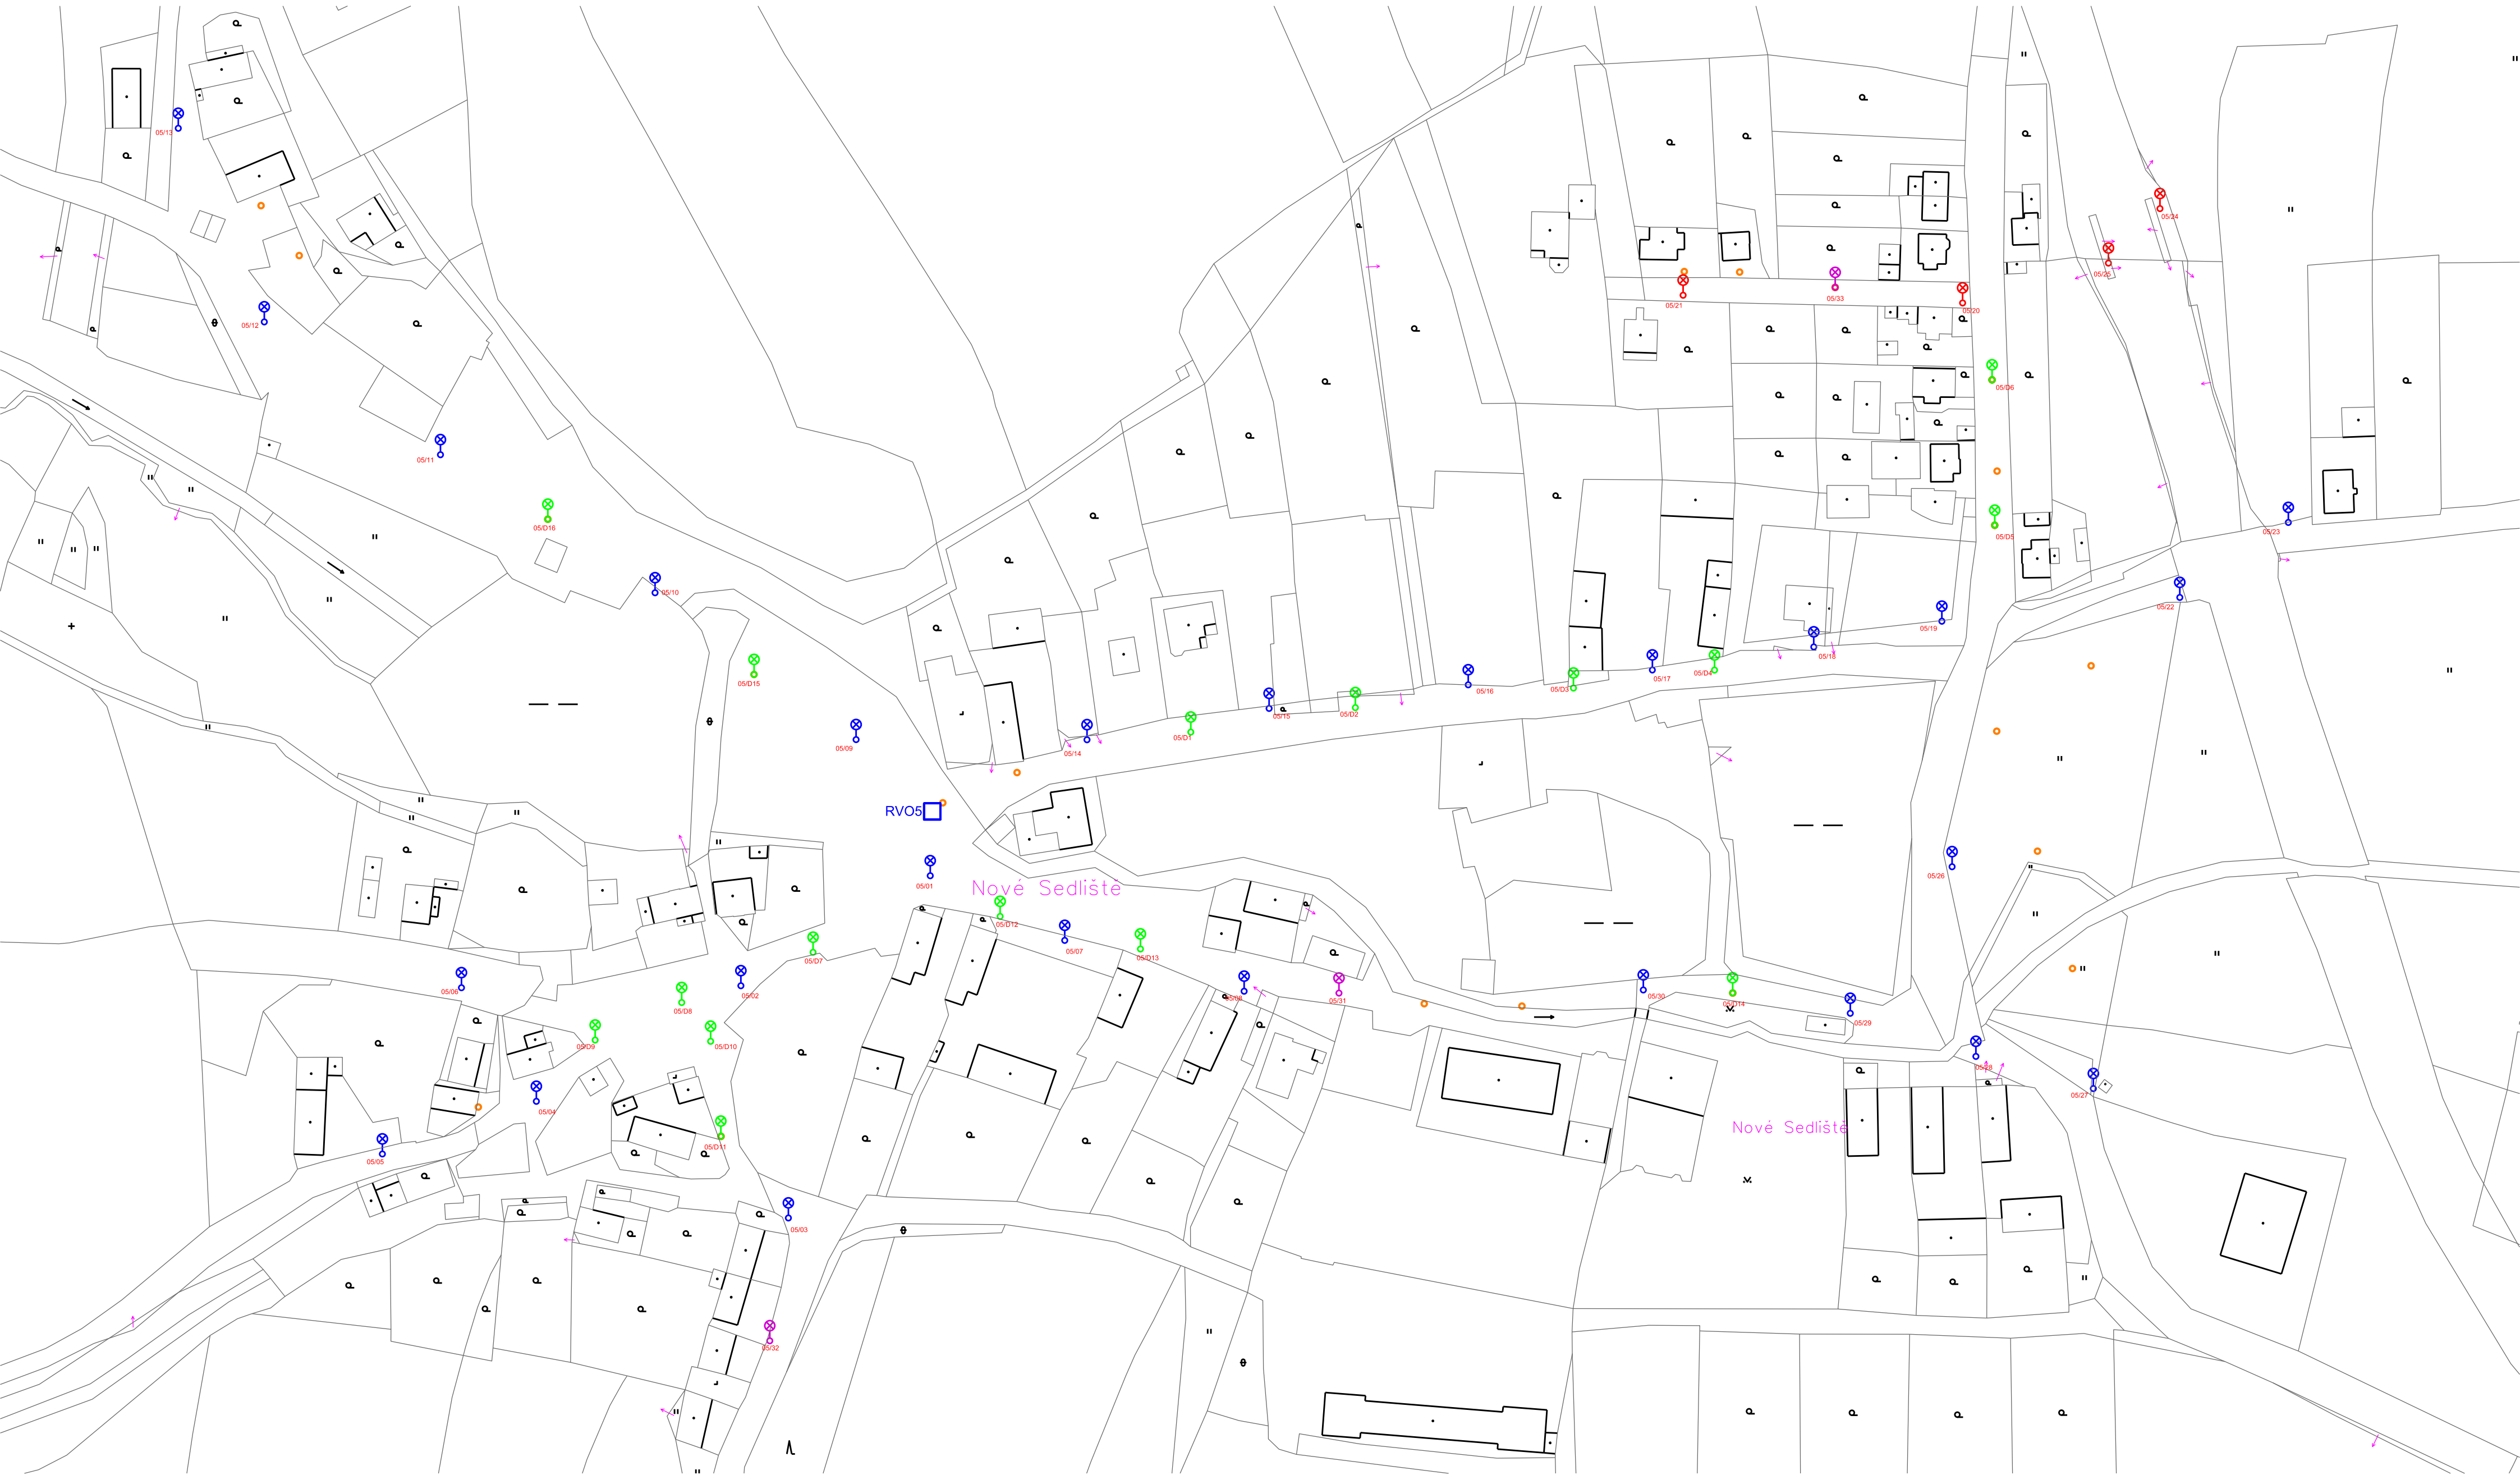 05/13
05/24
05/25
05/21
05/33
05/20
05/12
05/D6
05/11
05/D16
05/D5
05/23
05/10
05/22
05/19
05/18
05/D15
05/17
05/D4
05/D3
05/16
05/15
05/D2
05/D1
05/14
05/09
RVO5
05/01
Nové Sedliště
05/26
05/D12
05/07
05/D13
05/D7
05/06
05/02
05/08
05/31
05/30
05/D14
05/29
05/D8
05/D9
05/D10
05/28
05/27
05/04
05/D11
Nové Sedliště
05/05
05/03
05/32